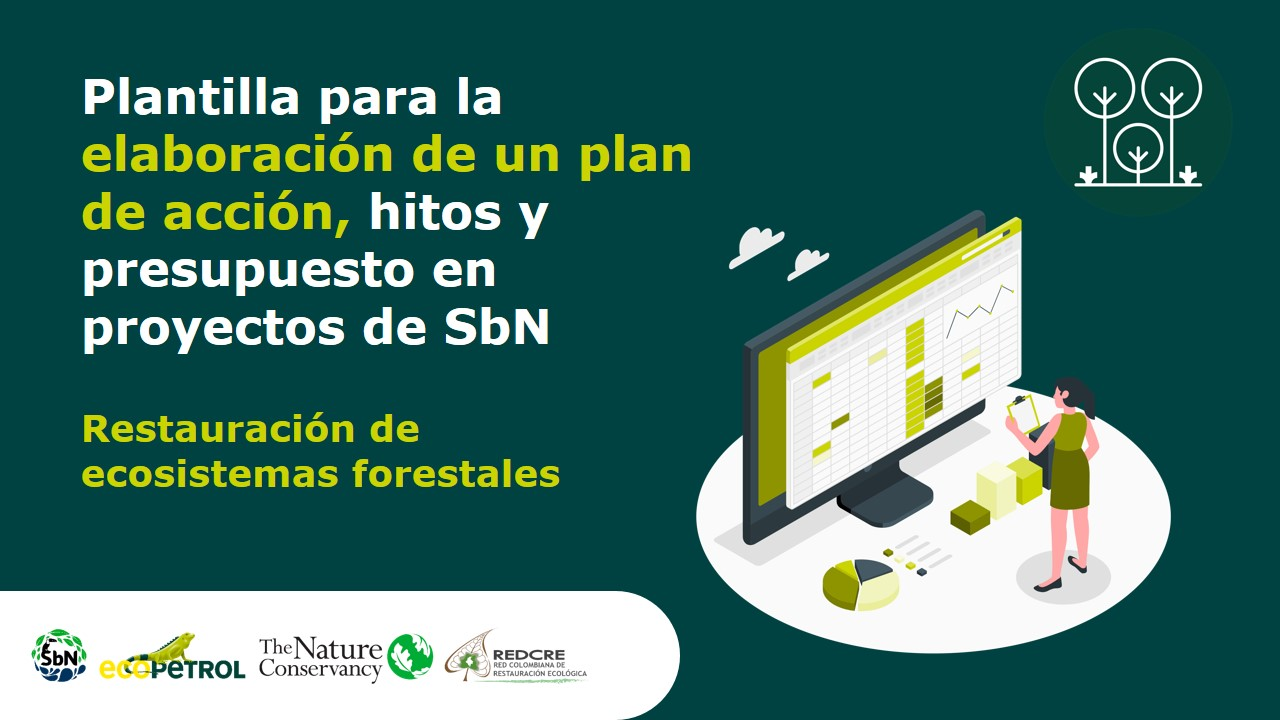 Plantilla para la
elaboración de un plan
de acción, hitos y
presupuesto en
proyectos de SbN
Restauración de
ecosistemas forestales
SbN
ecoPETROL
The Nature
Conservancy
REDCRE
RED COLOMBIANA DE
RESTAURACIÓN ECOLÓGICA